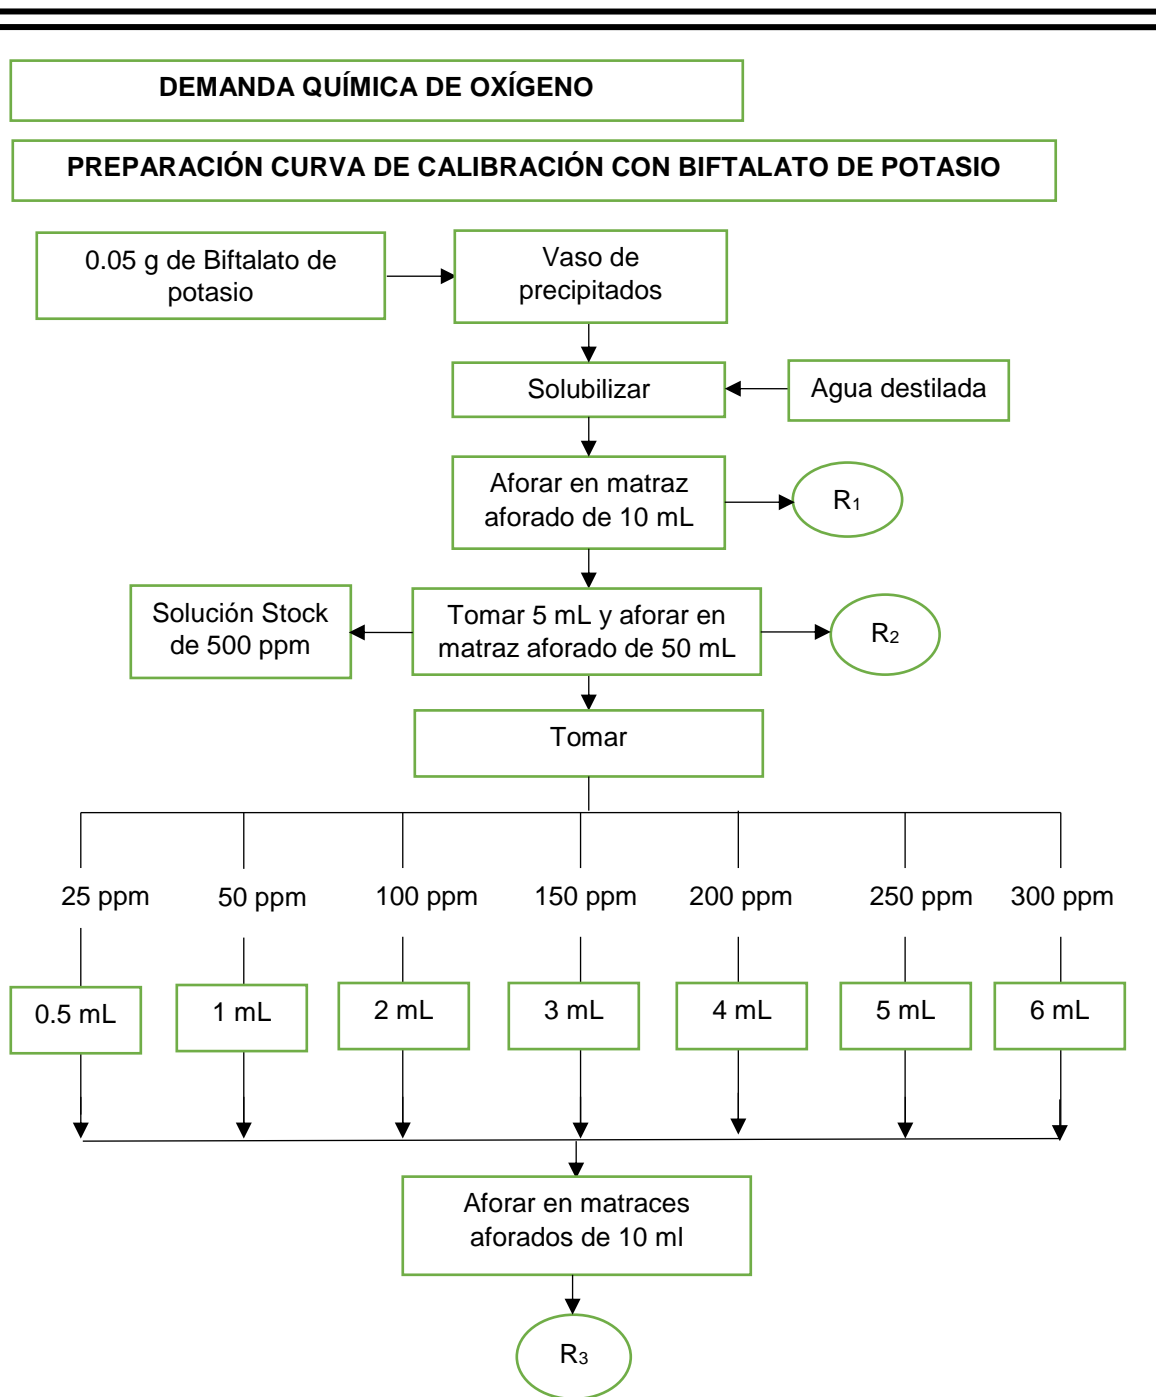 DEMANDA QUÍMICA DE OXÍGENO
PREPARACIÓN CURVA DE CALIBRACIÓN CON BIFTALATO DE POTASIO
0.05 g de Biftalato de
potasio
Vaso de
precipitados
Solubilizar
Agua destilada
Aforar en matraz
aforado de 10 mL
R₁
Solución Stock
de 500 ppm
Tomar 5 mL y aforar en
matraz aforado de 50 mL
R₂
Tomar
25 ppm
50 ppm
100 ppm
150 ppm
200 ppm
250 ppm
300 ppm
0.5 mL
1 mL
2 mL
3 mL
4 mL
5 mL
6 mL
Aforar en matraces
aforados de 10 ml
R₃